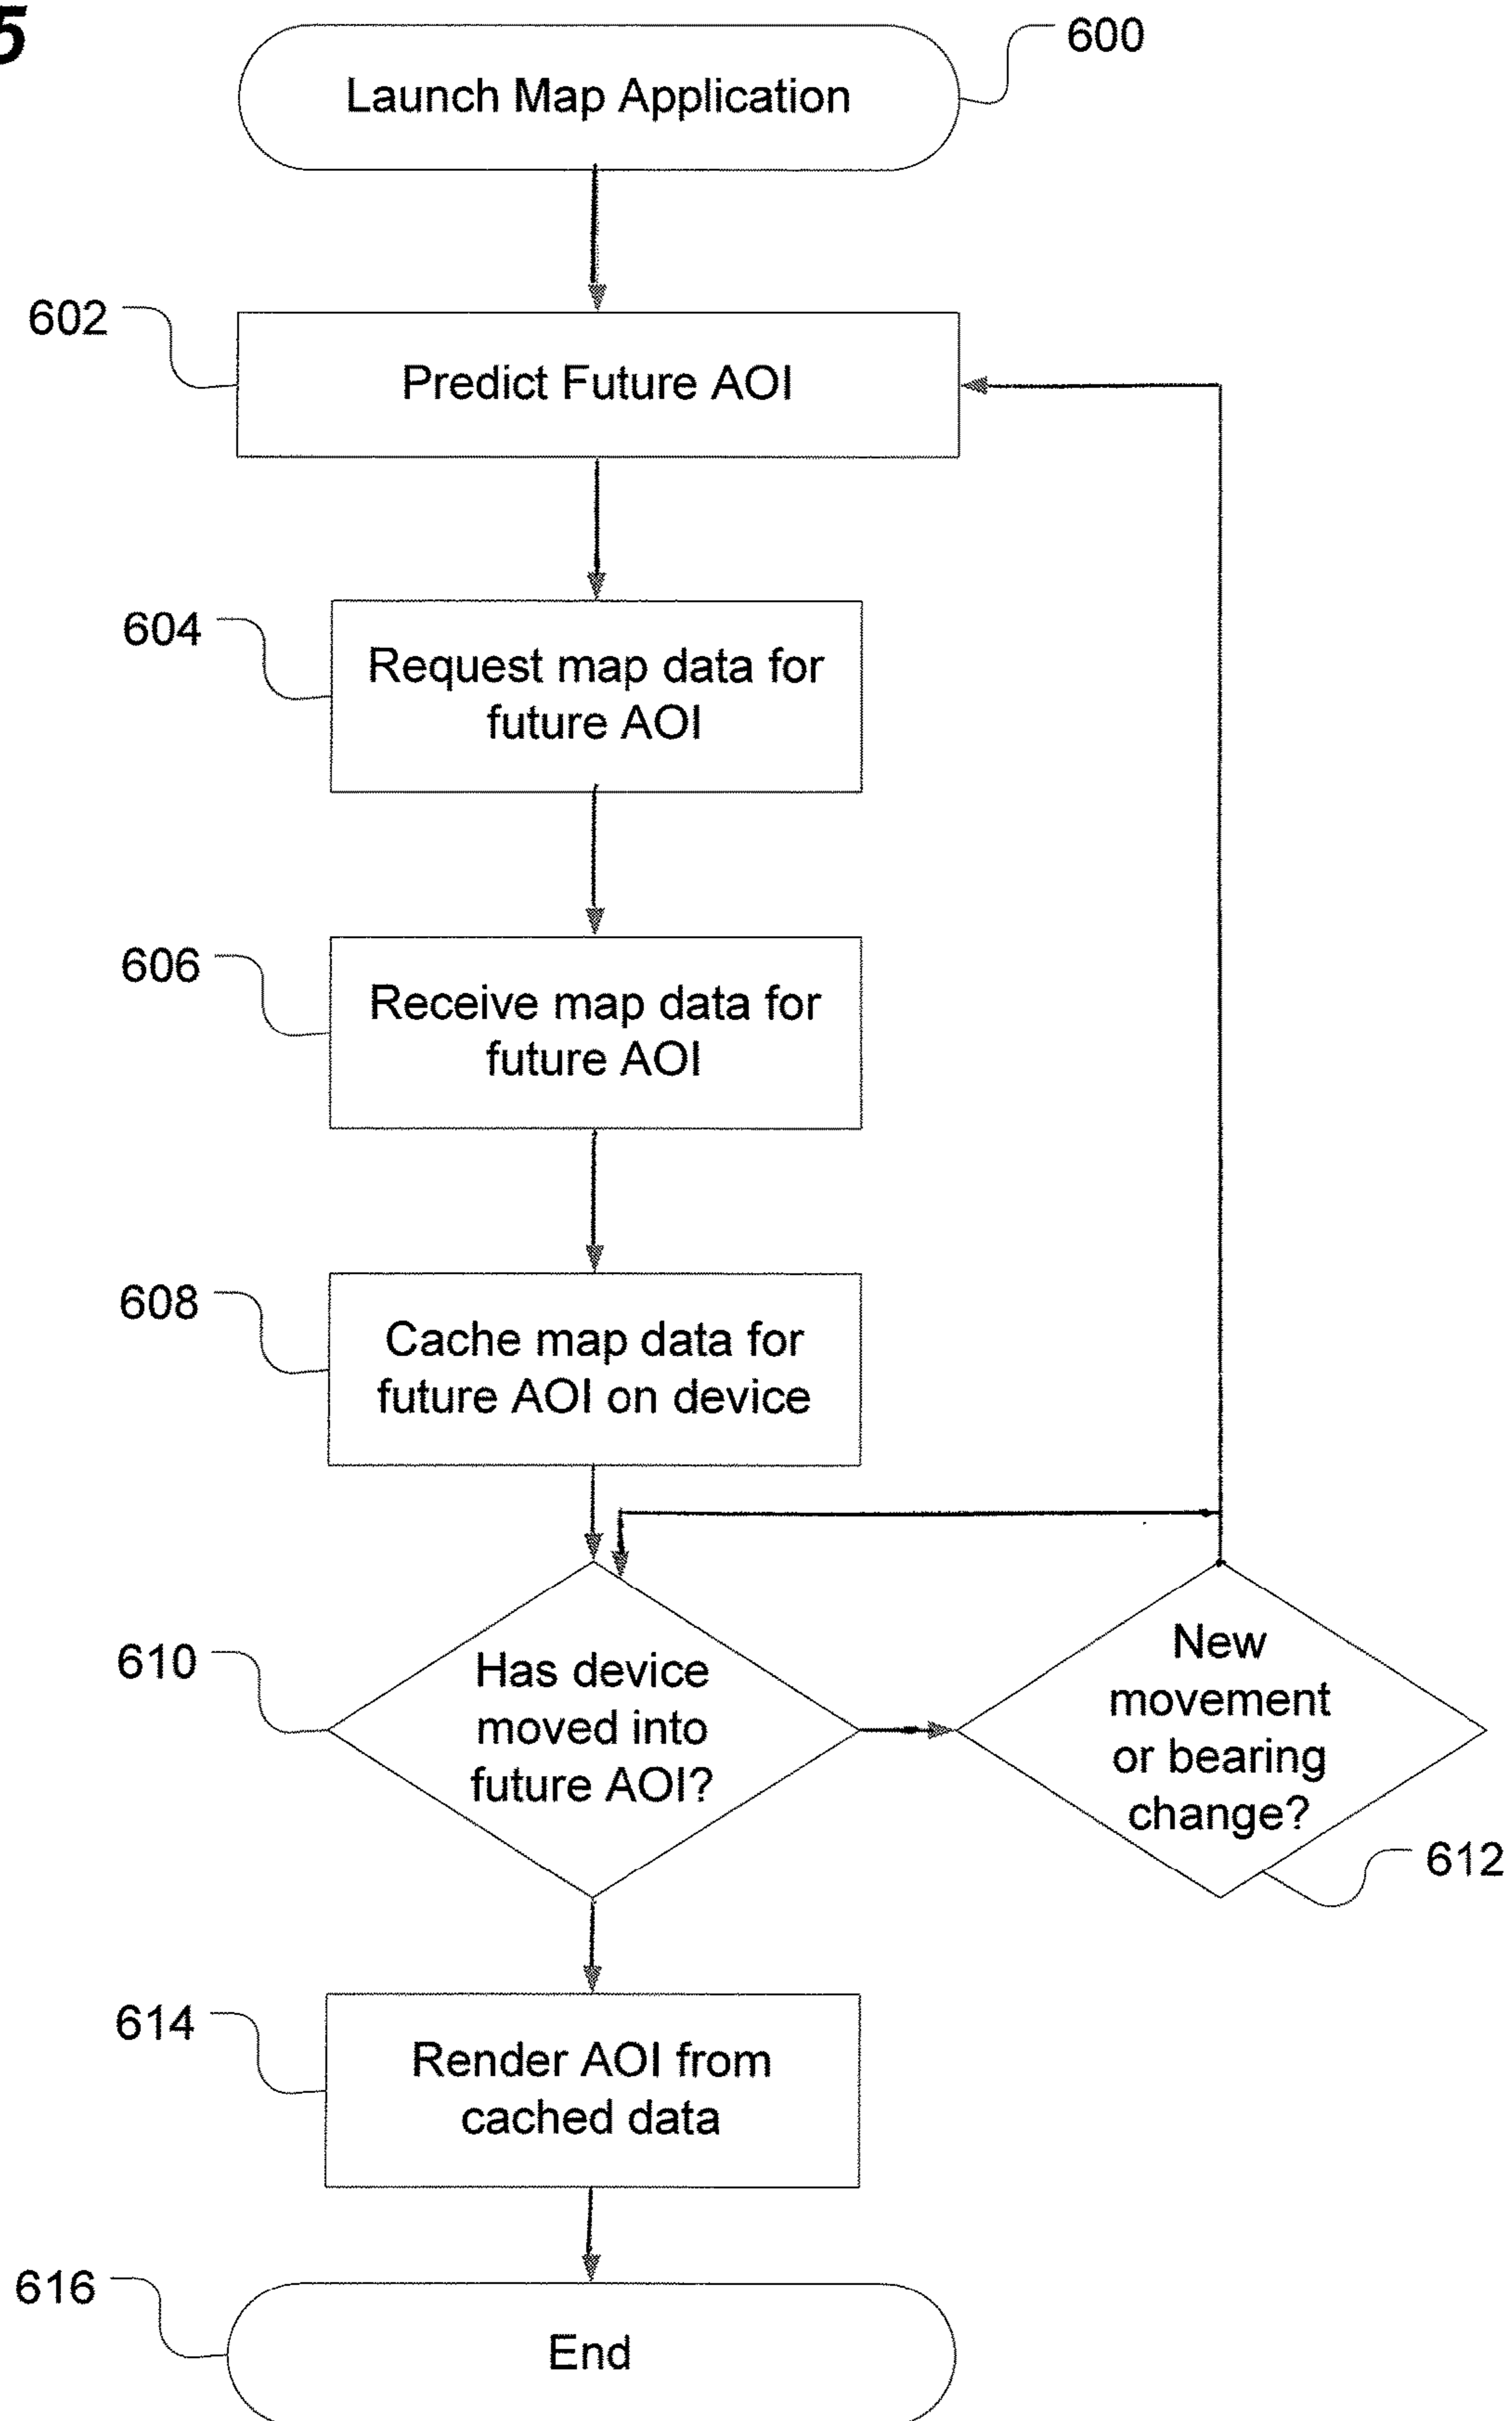 5
Launch Map Application
600
602
Predict Future AOI
604
Request map data for
future AOI
606
Receive map data for
future AOI
608
Cache map data for
future AOI on device
610
Has device
moved into
future AOI?
New
movement
or bearing
change?
612
614
Render AOI from
cached data
616
End